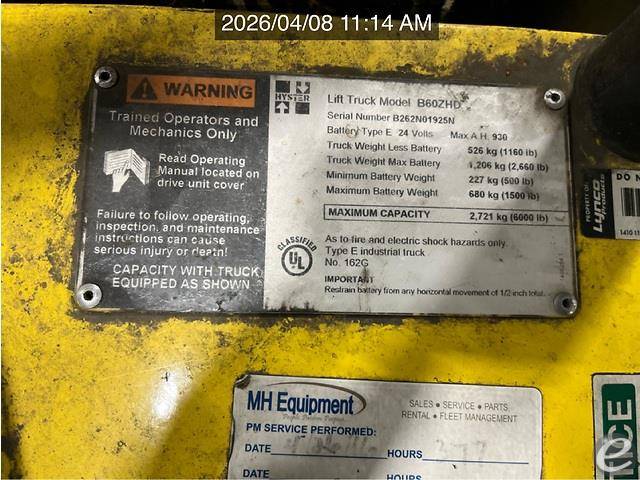 2026/04/08 11:14 AM
WARNING
Trained Operators and
Mechanics Only
Read Operating
Manual located on
drive unit cover
Failure to follow operating,
inspection, and maintenance
instructions can cause
serious injury or death!
CAPACITY WITH TRUCK
EQUIPPED AS SHOWN
HYSTER
Lift Truck Model B60ZHD
Serial Number B262N01925N
Battery Type E 24 Volts Max A.H. 930
Truck Weight Less Battery 526 kg (1160 lb)
Truck Weight Max Battery 1,206 kg (2,660 lb)
Minimum Battery Weight 227 kg (500 lb)
Maximum Battery Weight 680 kg (1500 lb)
MAXIMUM CAPACITY 2,721 kg (6000 lb)
CLASSIFIED
UL
As to fire and electric shock hazards only.
Type E industrial truck
No. 162G
IMPORTANT
Restrain battery from any horizontal movement of 1/2-inch total.
PROPERTY OF:
Lynco
Products
DO N
MH Equipment
SALES • SERVICE • PARTS
RENTAL • FLEET MANAGEMENT
PM SERVICE PERFORMED:
DATE HOURS
DATE HOURS
ICE
e